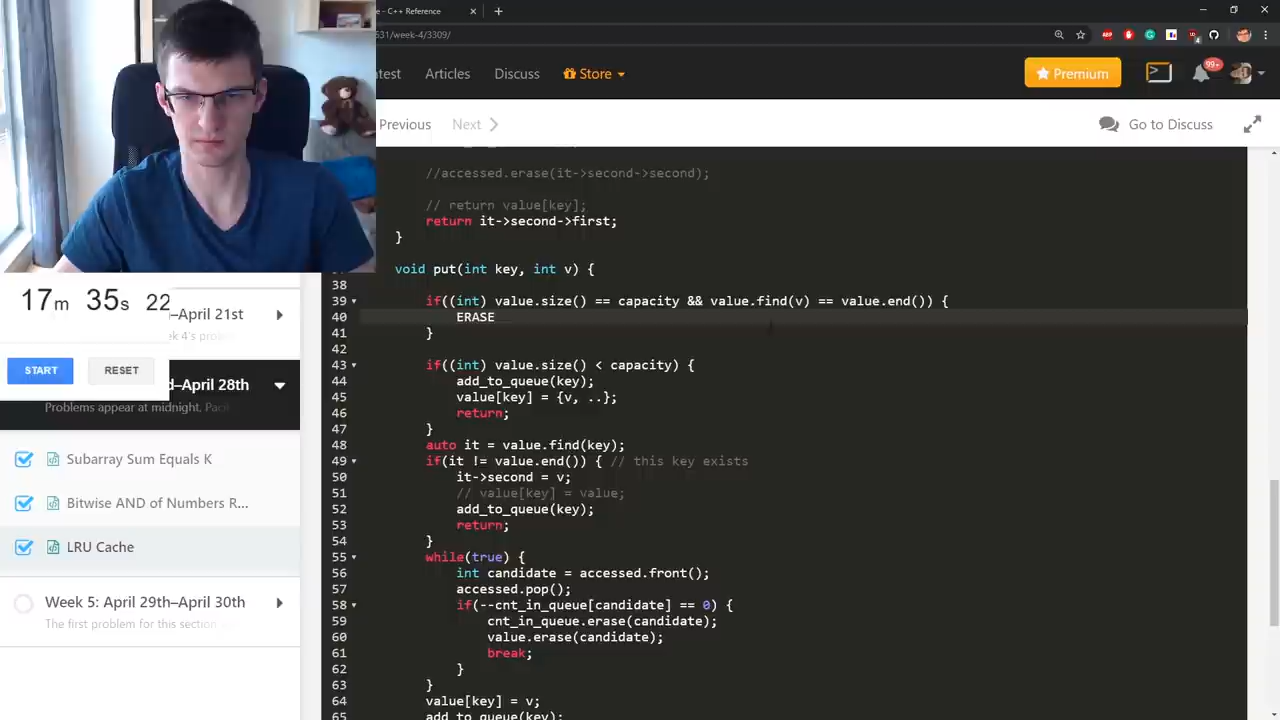 e – C++ Reference
531/week-4/3309/
99+
test Articles Discuss Store Premium
Previous Next Go to Discuss
//accessed.erase(it->second->second);
// return value[key];
return it->second->first;
}
void put(int key, int v) {
38
39 if((int) value.size() == capacity && value.find(v) == value.end()) {
40 ERASE
41 }
42
43 if((int) value.size() < capacity) {
44 add_to_queue(key);
45 value[key] = {v, ..};
46 return;
47 }
48 auto it = value.find(key);
49 if(it != value.end()) { // this key exists
50 it->second = v;
51 // value[key] = value;
52 add_to_queue(key);
53 return;
54 }
55 while(true) {
56 int candidate = accessed.front();
57 accessed.pop();
58 if(--cnt_in_queue[candidate] == 0) {
59 cnt_in_queue.erase(candidate);
60 value.erase(candidate);
61 break;
62 }
63 }
64 value[key] = v;
65 add_to_queue(key);
17m 35s 22
START RESET
–April 21st
ek 4's prob
d–April 28th
Problems appear at midnight, Pac
Subarray Sum Equals K
Bitwise AND of Numbers R...
LRU Cache
Week 5: April 29th–April 30th
The first problem for this section